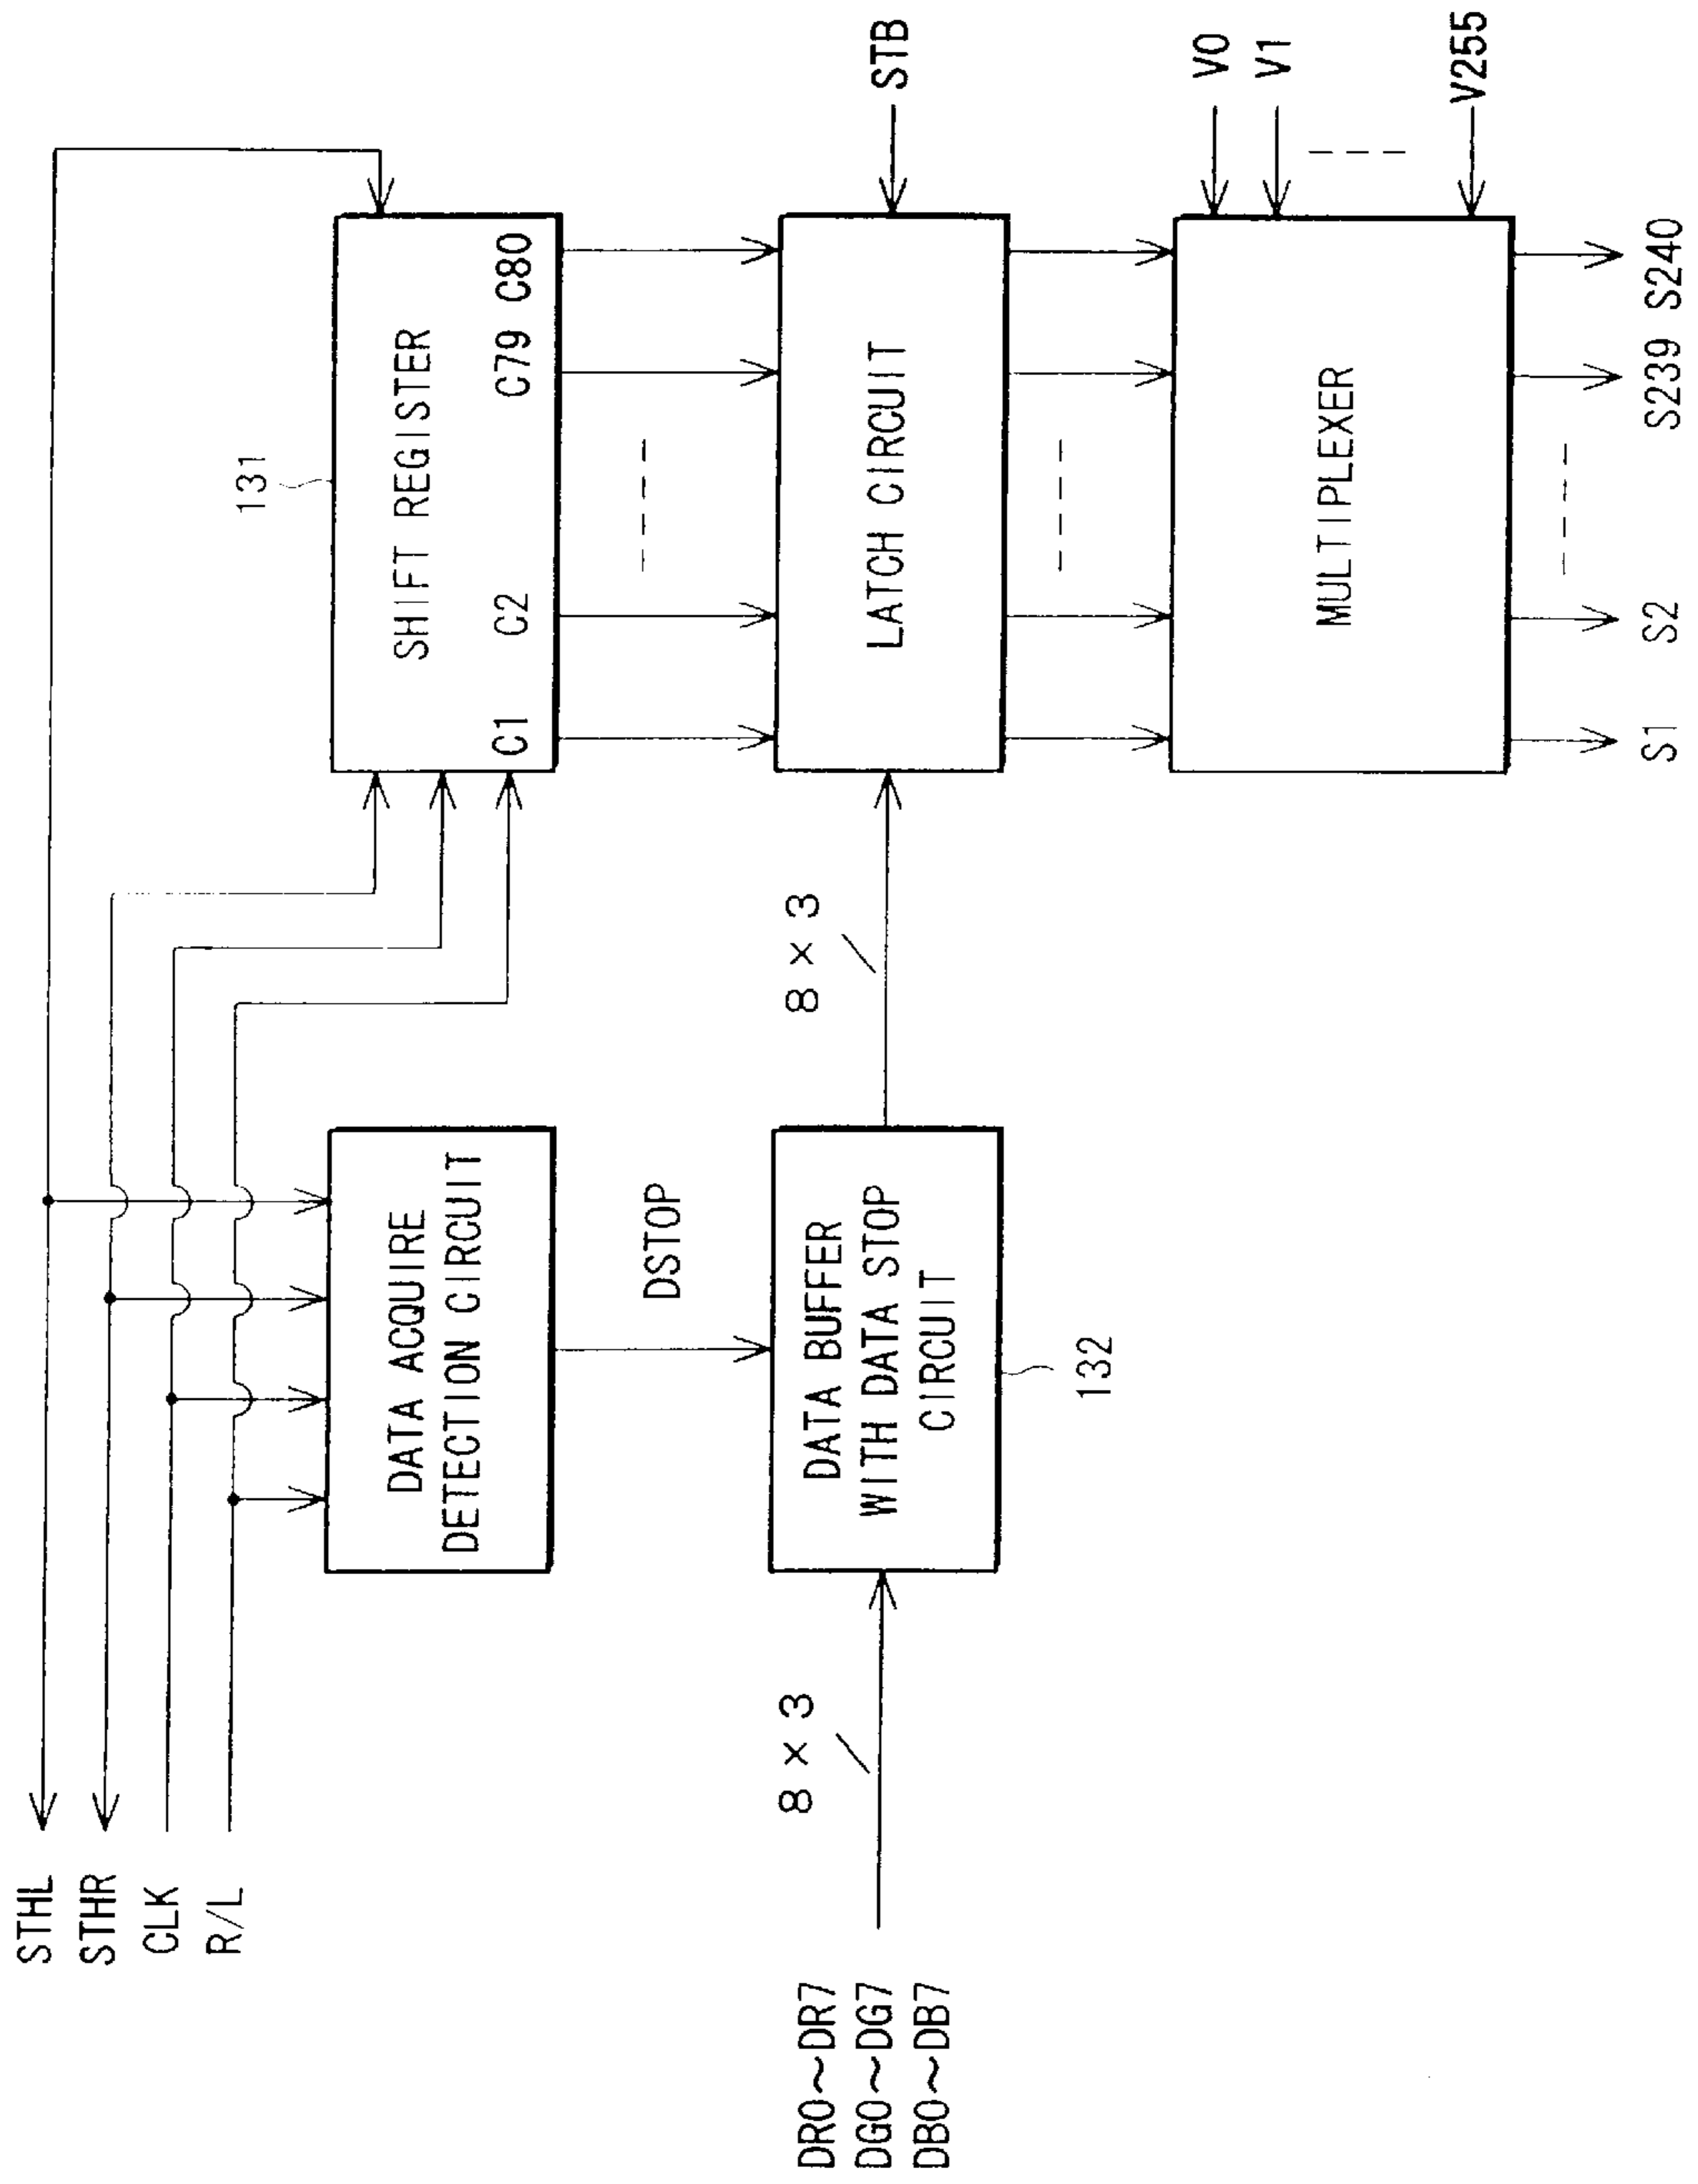 STHL
STHR
CLK
R/L
131
SHIFT REGISTER
C1 C2 C79 C80
DATA ACQUIRE
DETECTION CIRCUIT
DSTOP
DR0~DR7
DG0~DG7
DB0~DB7
8 × 3
DATA BUFFER
WITH DATA STOP
CIRCUIT
132
8 × 3
LATCH CIRCUIT
STB
MULTIPLEXER
V0
V1
V255
S1 S2 S239 S240